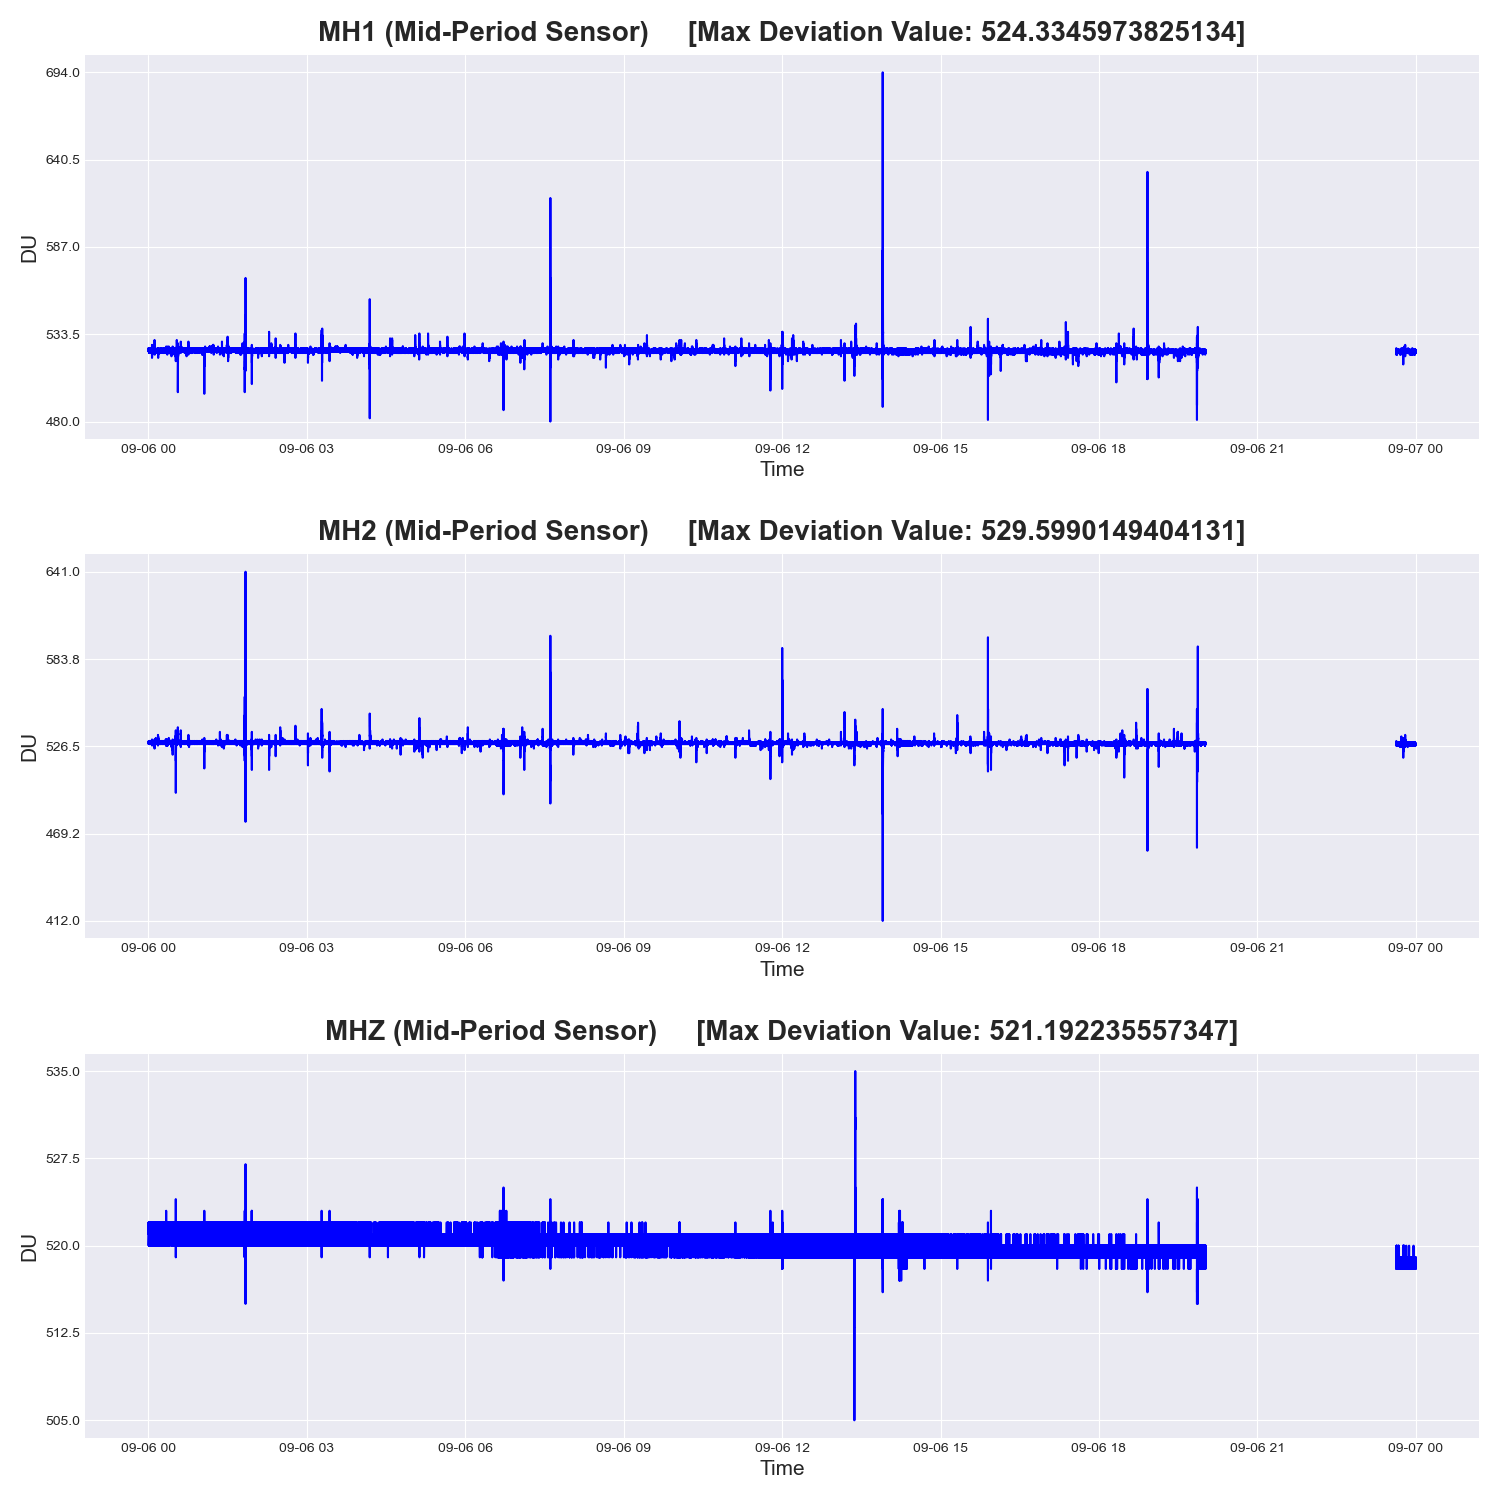 MH1 (Mid-Period Sensor) [Max Deviation Value: 524.3345973825134]
694.0
640.5
587.0
533.5
480.0
DU
09-06 00 09-06 03 09-06 06 09-06 09 09-06 12 09-06 15 09-06 18 09-06 21 09-07 00
Time
MH2 (Mid-Period Sensor) [Max Deviation Value: 529.5990149404131]
641.0
583.8
526.5
469.2
412.0
DU
09-06 00 09-06 03 09-06 06 09-06 09 09-06 12 09-06 15 09-06 18 09-06 21 09-07 00
Time
MHZ (Mid-Period Sensor) [Max Deviation Value: 521.192235557347]
535.0
527.5
520.0
512.5
505.0
DU
09-06 00 09-06 03 09-06 06 09-06 09 09-06 12 09-06 15 09-06 18 09-06 21 09-07 00
Time